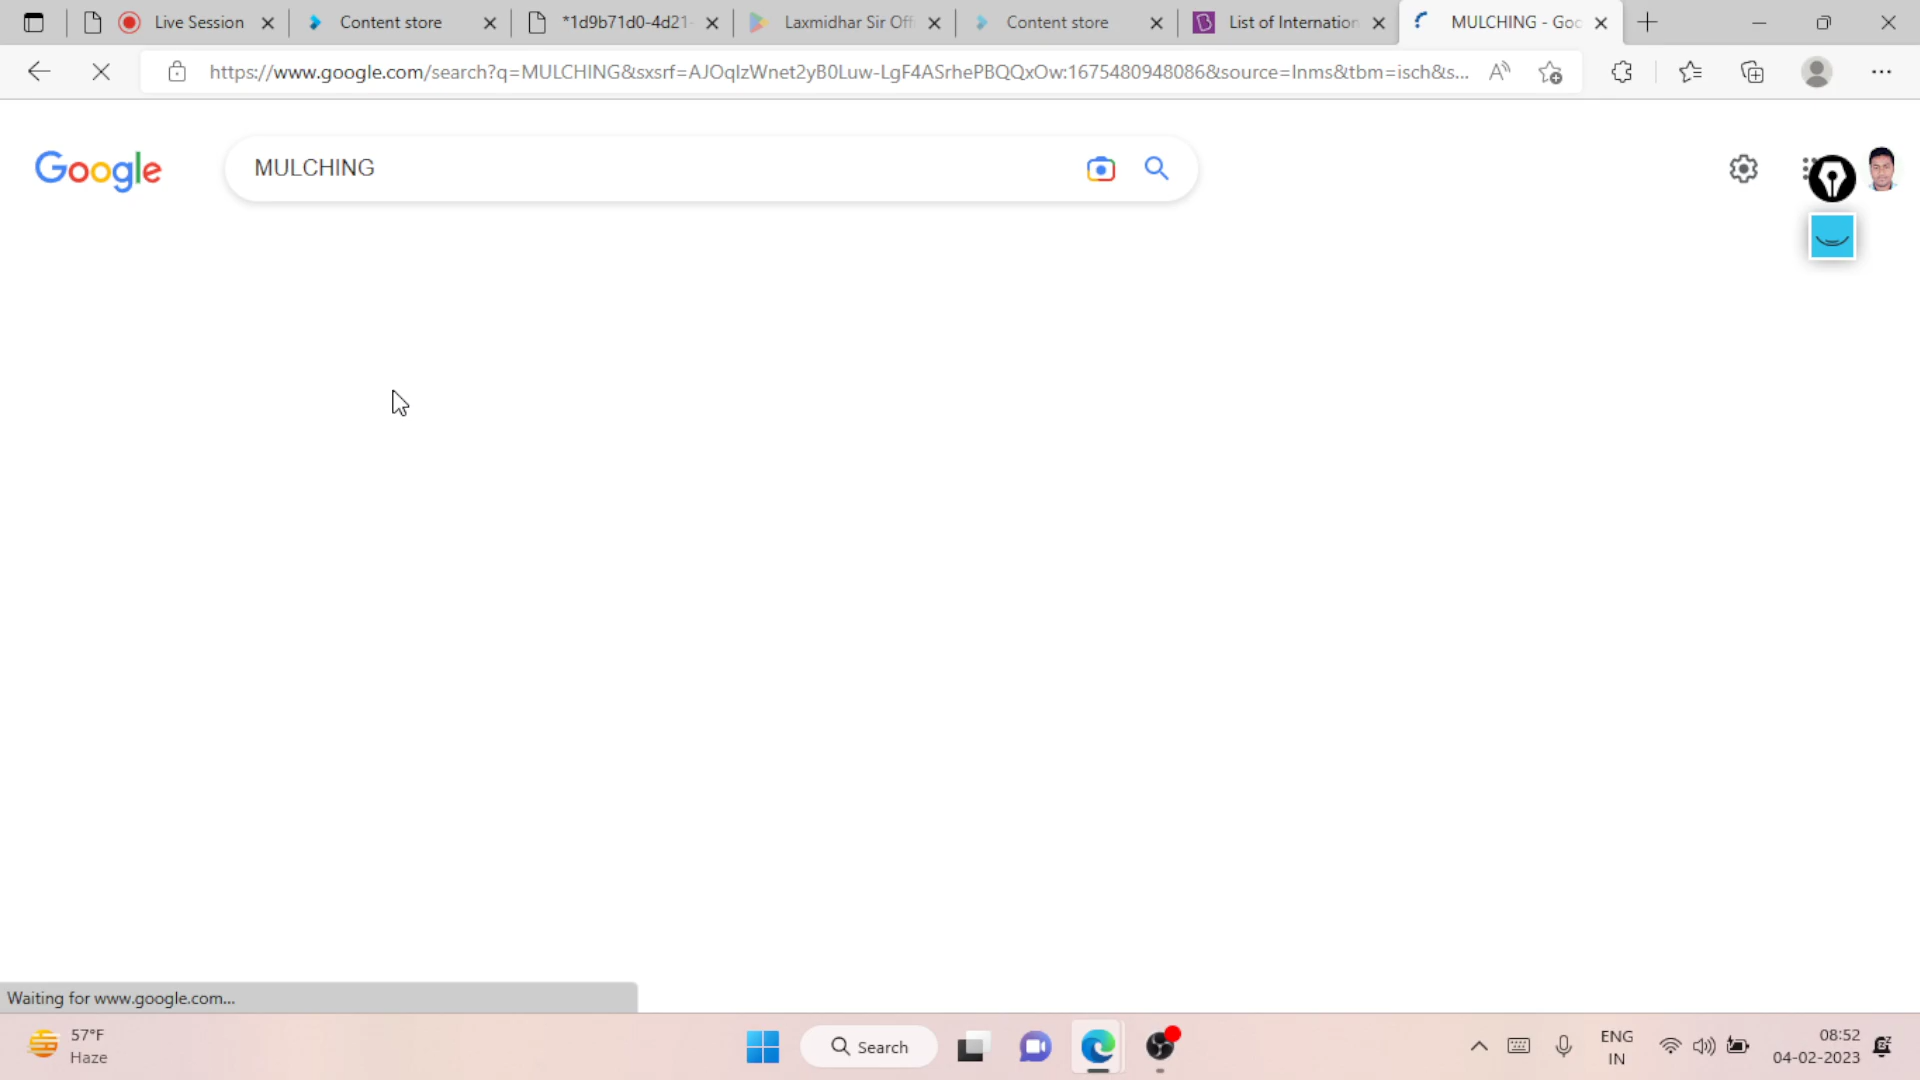 Live Session
Content store
*1d9b71d0-4d21-
Laxmidhar Sir Off
Content store
List of Internation
MULCHING - Goo
https://www.google.com/search?q=MULCHING&sxsrf=AJOqlzWnet2yB0Luw-LgF4ASrhePBQQxOw:1675480948086&source=lnms&tbm=isch&s...
Google
MULCHING
Waiting for www.google.com...
57°F
Haze
Search
ENG
IN
08:52
04-02-2023